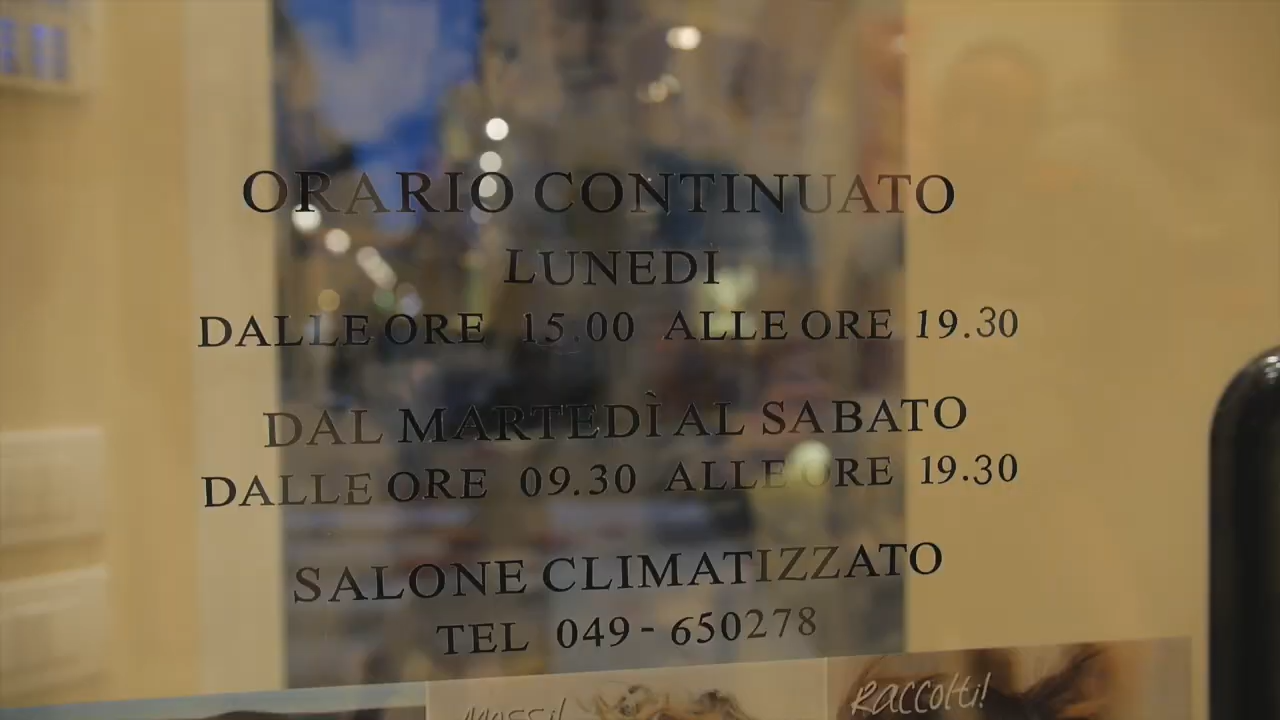 ORARIO CONTINUATO
LUNEDI
DALLE ORE 15.00 ALLE ORE 19.30
DAL MARTEDÌ AL SABATO
DALLE ORE 09.30 ALLE ORE 19.30
SALONE CLIMATIZZATO
TEL 049-650278
RACCOLTI!